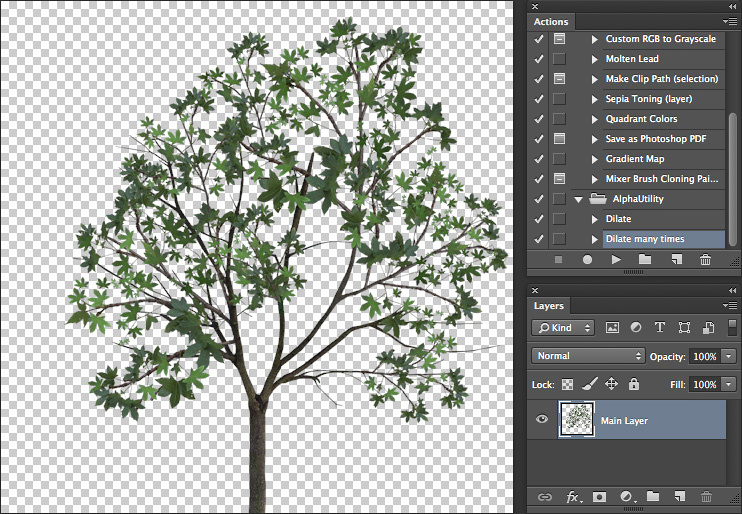 Actions
Custom RGB to Grayscale
Molten Lead
Make Clip Path (selection)
Sepia Toning (layer)
Quadrant Colors
Save as Photoshop PDF
Gradient Map
Mixer Brush Cloning Pai...
AlphaUtility
Dilate
Dilate many times
Layers
Kind
Normal Opacity: 100%
Lock: Fill: 100%
Main Layer
fx